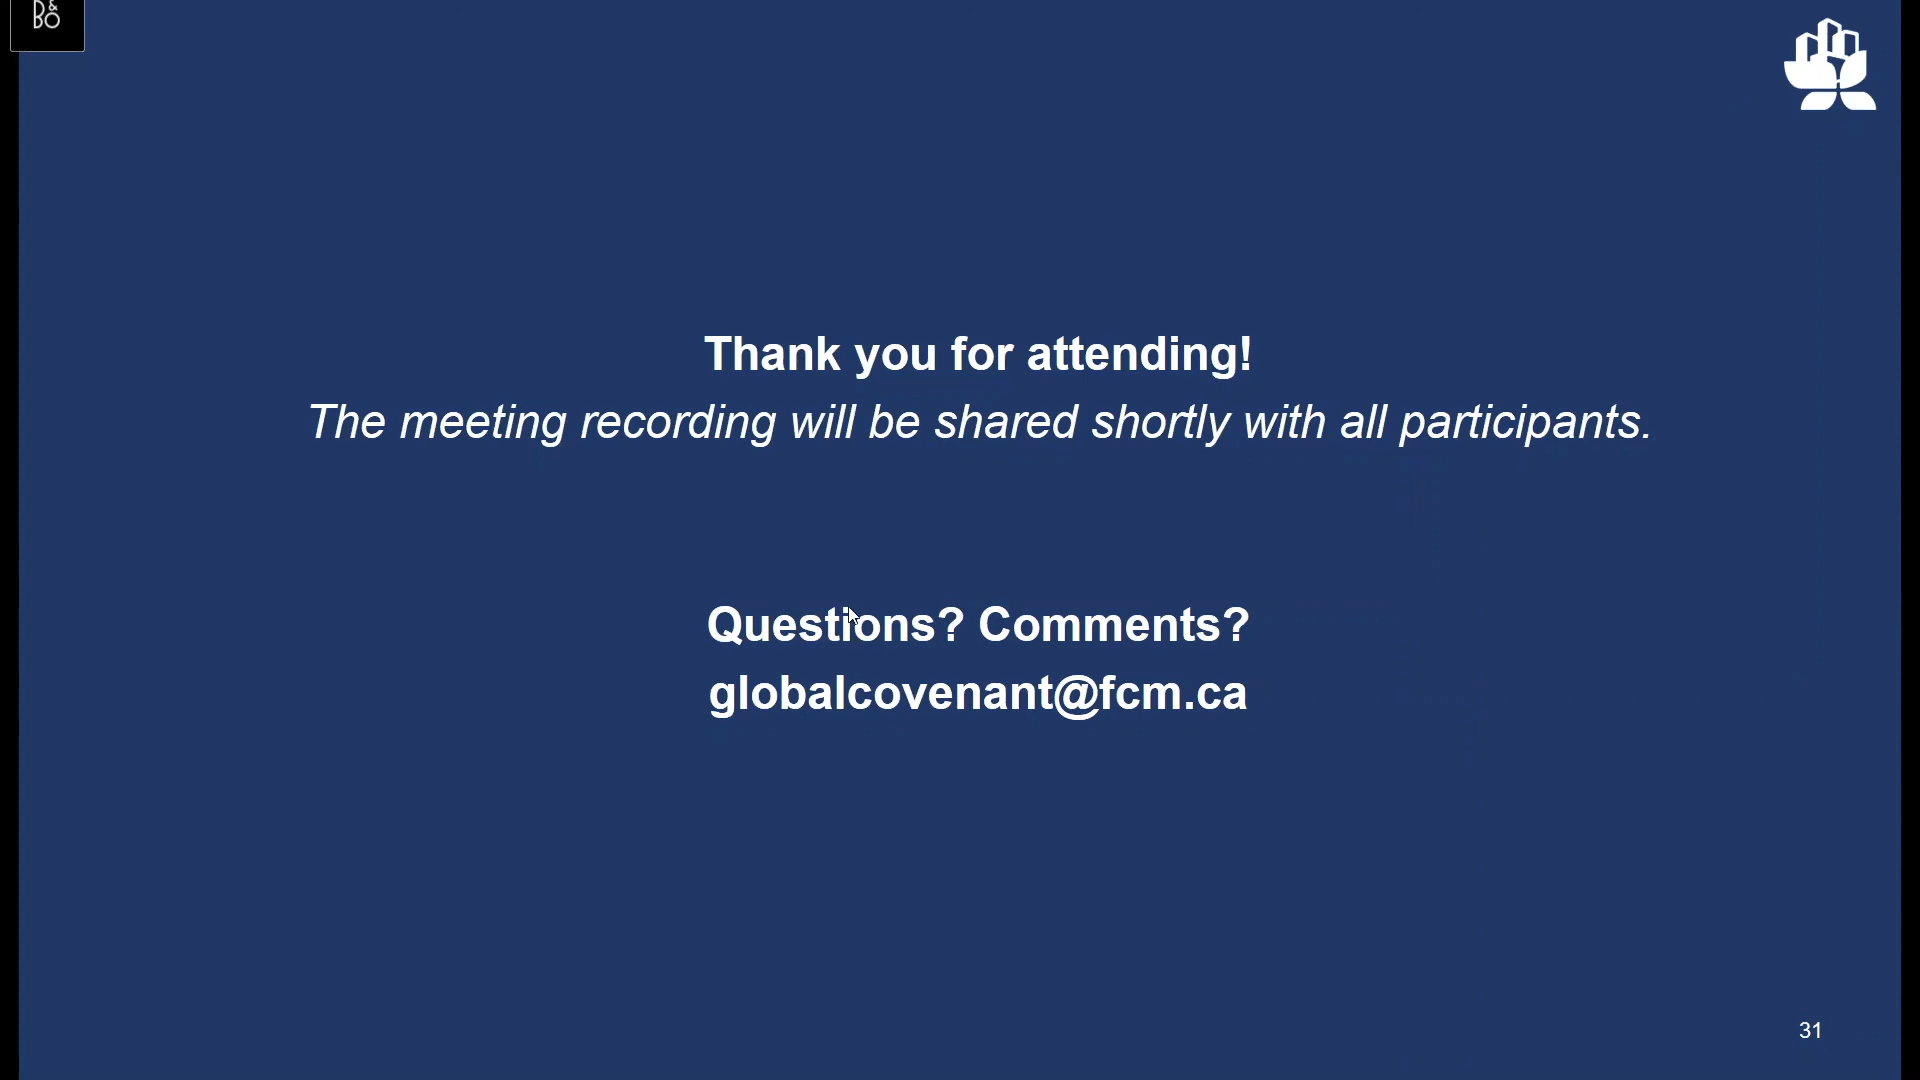 B&
BO
Thank you for attending!
The meeting recording will be shared shortly with all participants.
Questions? Comments?
globalcovenant@fcm.ca
31